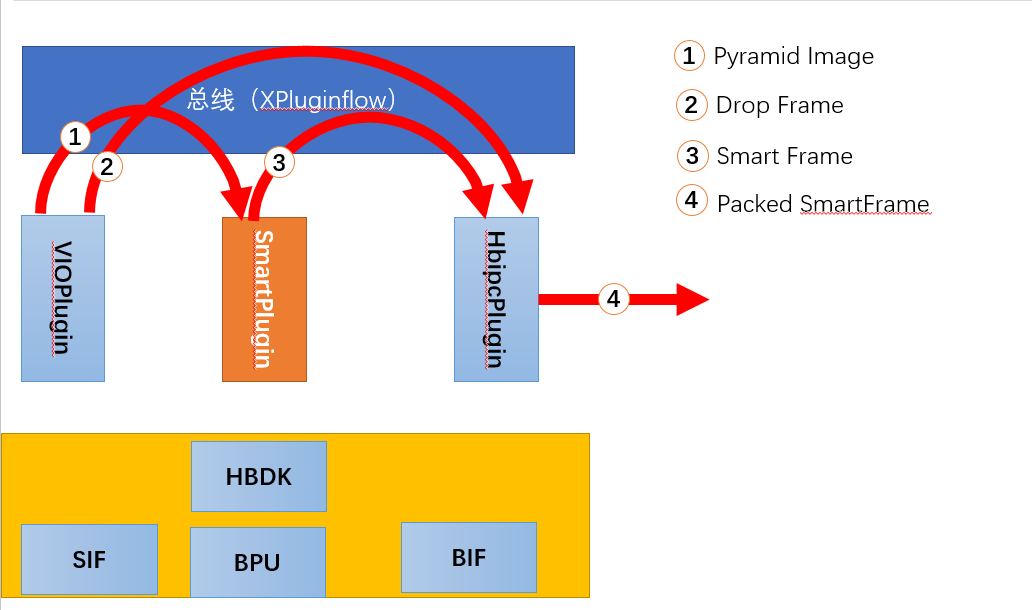 总线（XPluginflow）
1
2
3
VIOPlugin
SmartPlugin
HbipcPlugin
4
1 Pyramid Image
2 Drop Frame
3 Smart Frame
4 Packed SmartFrame
HBDK
SIF
BPU
BIF